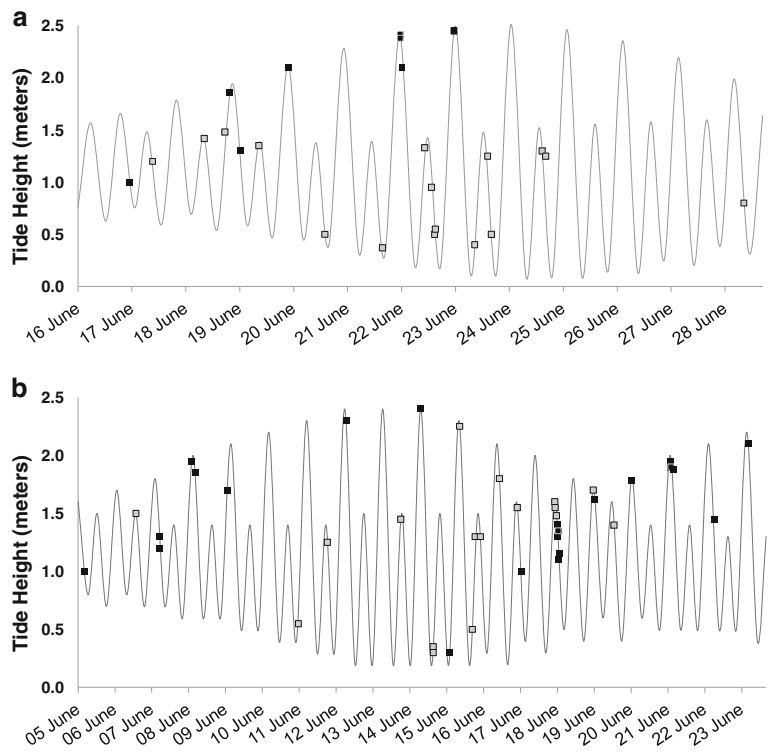 a
Tide Height (meters)
2.5
2.0
1.5
1.0
0.5
0.0
16 June
17 June
18 June
19 June
20 June
21 June
22 June
23 June
24 June
25 June
26 June
27 June
28 June
b
Tide Height (meters)
2.5
2.0
1.5
1.0
0.5
0.0
05 June
06 June
07 June
08 June
09 June
10 June
11 June
12 June
13 June
14 June
15 June
16 June
17 June
18 June
19 June
20 June
21 June
22 June
23 June